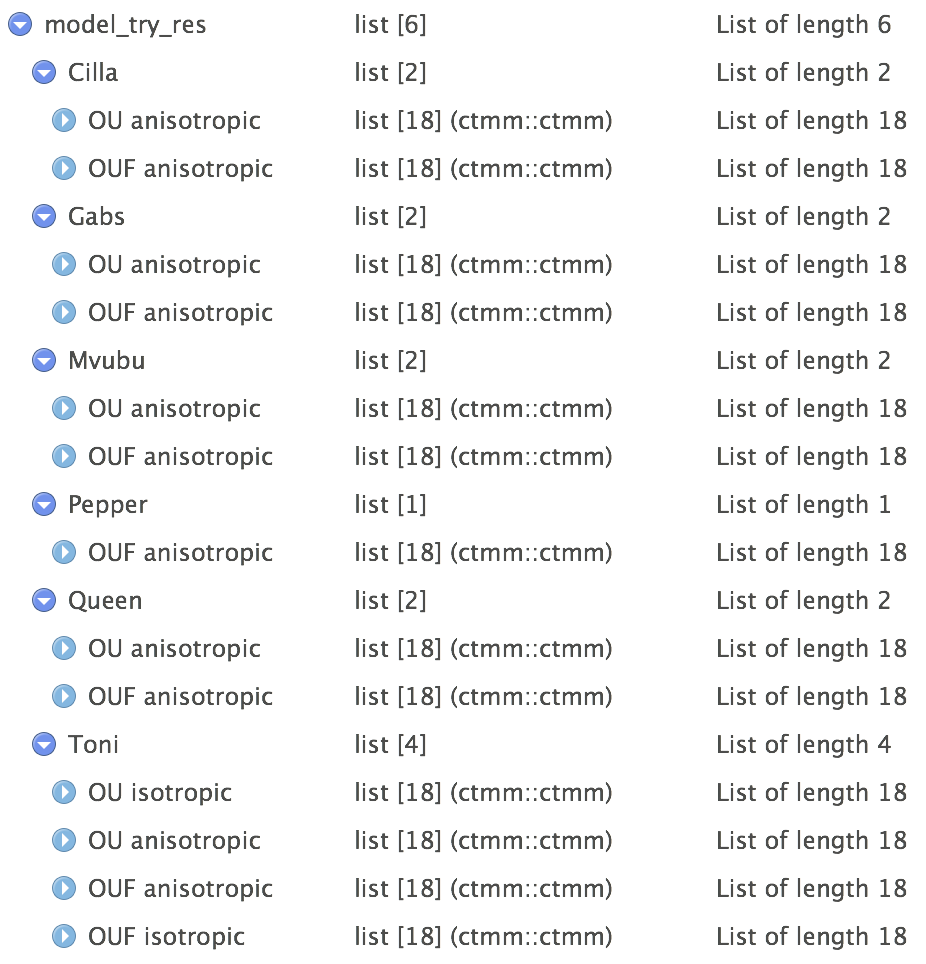 model_try_res list [6] List of length 6
Cilla list [2] List of length 2
OU anisotropic list [18] (ctmm::ctmm) List of length 18
OUF anisotropic list [18] (ctmm::ctmm) List of length 18
Gabs list [2] List of length 2
OU anisotropic list [18] (ctmm::ctmm) List of length 18
OUF anisotropic list [18] (ctmm::ctmm) List of length 18
Mvubu list [2] List of length 2
OU anisotropic list [18] (ctmm::ctmm) List of length 18
OUF anisotropic list [18] (ctmm::ctmm) List of length 18
Pepper list [1] List of length 1
OUF anisotropic list [18] (ctmm::ctmm) List of length 18
Queen list [2] List of length 2
OU anisotropic list [18] (ctmm::ctmm) List of length 18
OUF anisotropic list [18] (ctmm::ctmm) List of length 18
Toni list [4] List of length 4
OU isotropic list [18] (ctmm::ctmm) List of length 18
OU anisotropic list [18] (ctmm::ctmm) List of length 18
OUF anisotropic list [18] (ctmm::ctmm) List of length 18
OUF isotropic list [18] (ctmm::ctmm) List of length 18